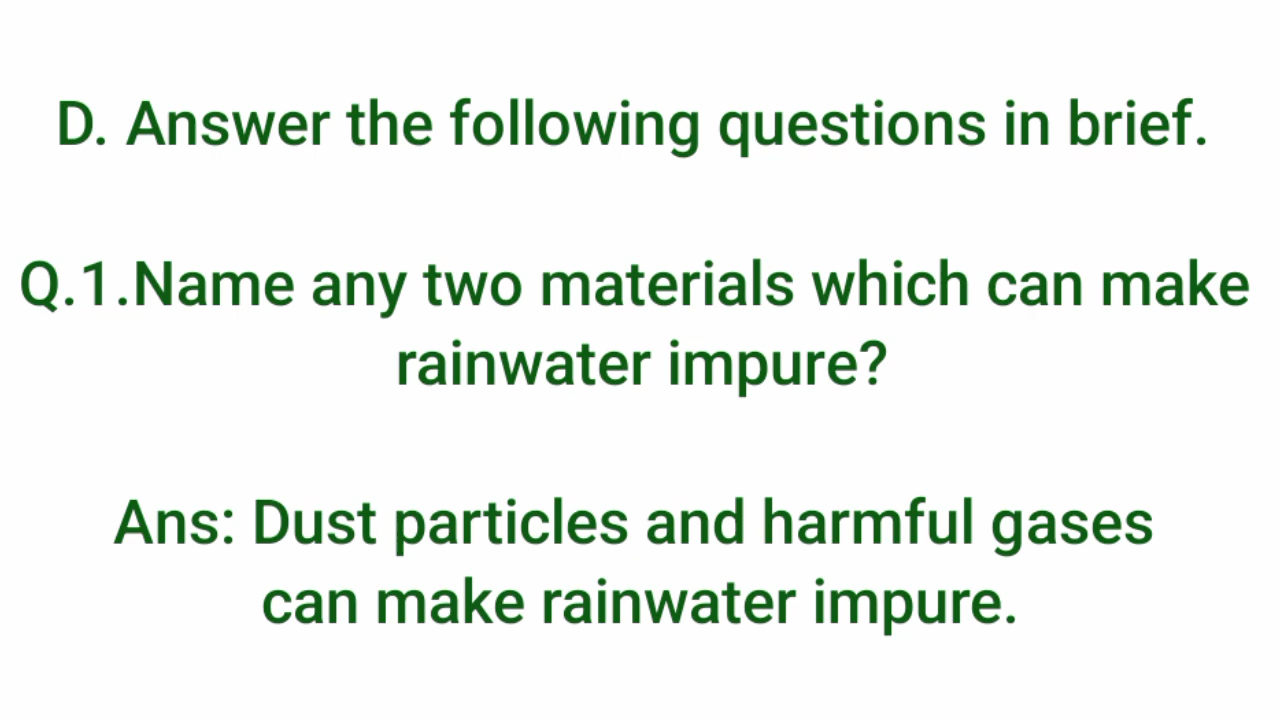 D. Answer the following questions in brief.
Q.1.Name any two materials which can make
rainwater impure?
Ans: Dust particles and harmful gases
can make rainwater impure.